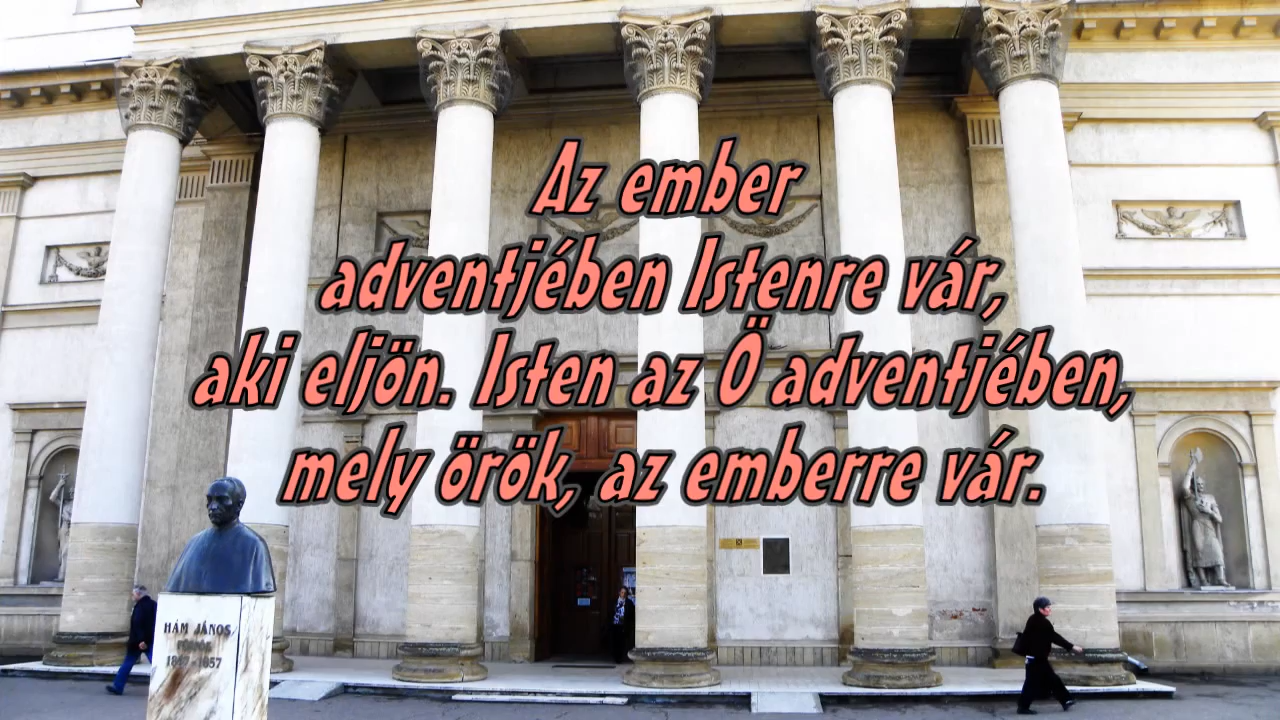 Az ember
adventjében Istenre vár,
aki eljön. Isten az Ö adventjében,
mely örök, az emberre vár.
HÁM JÁNOS